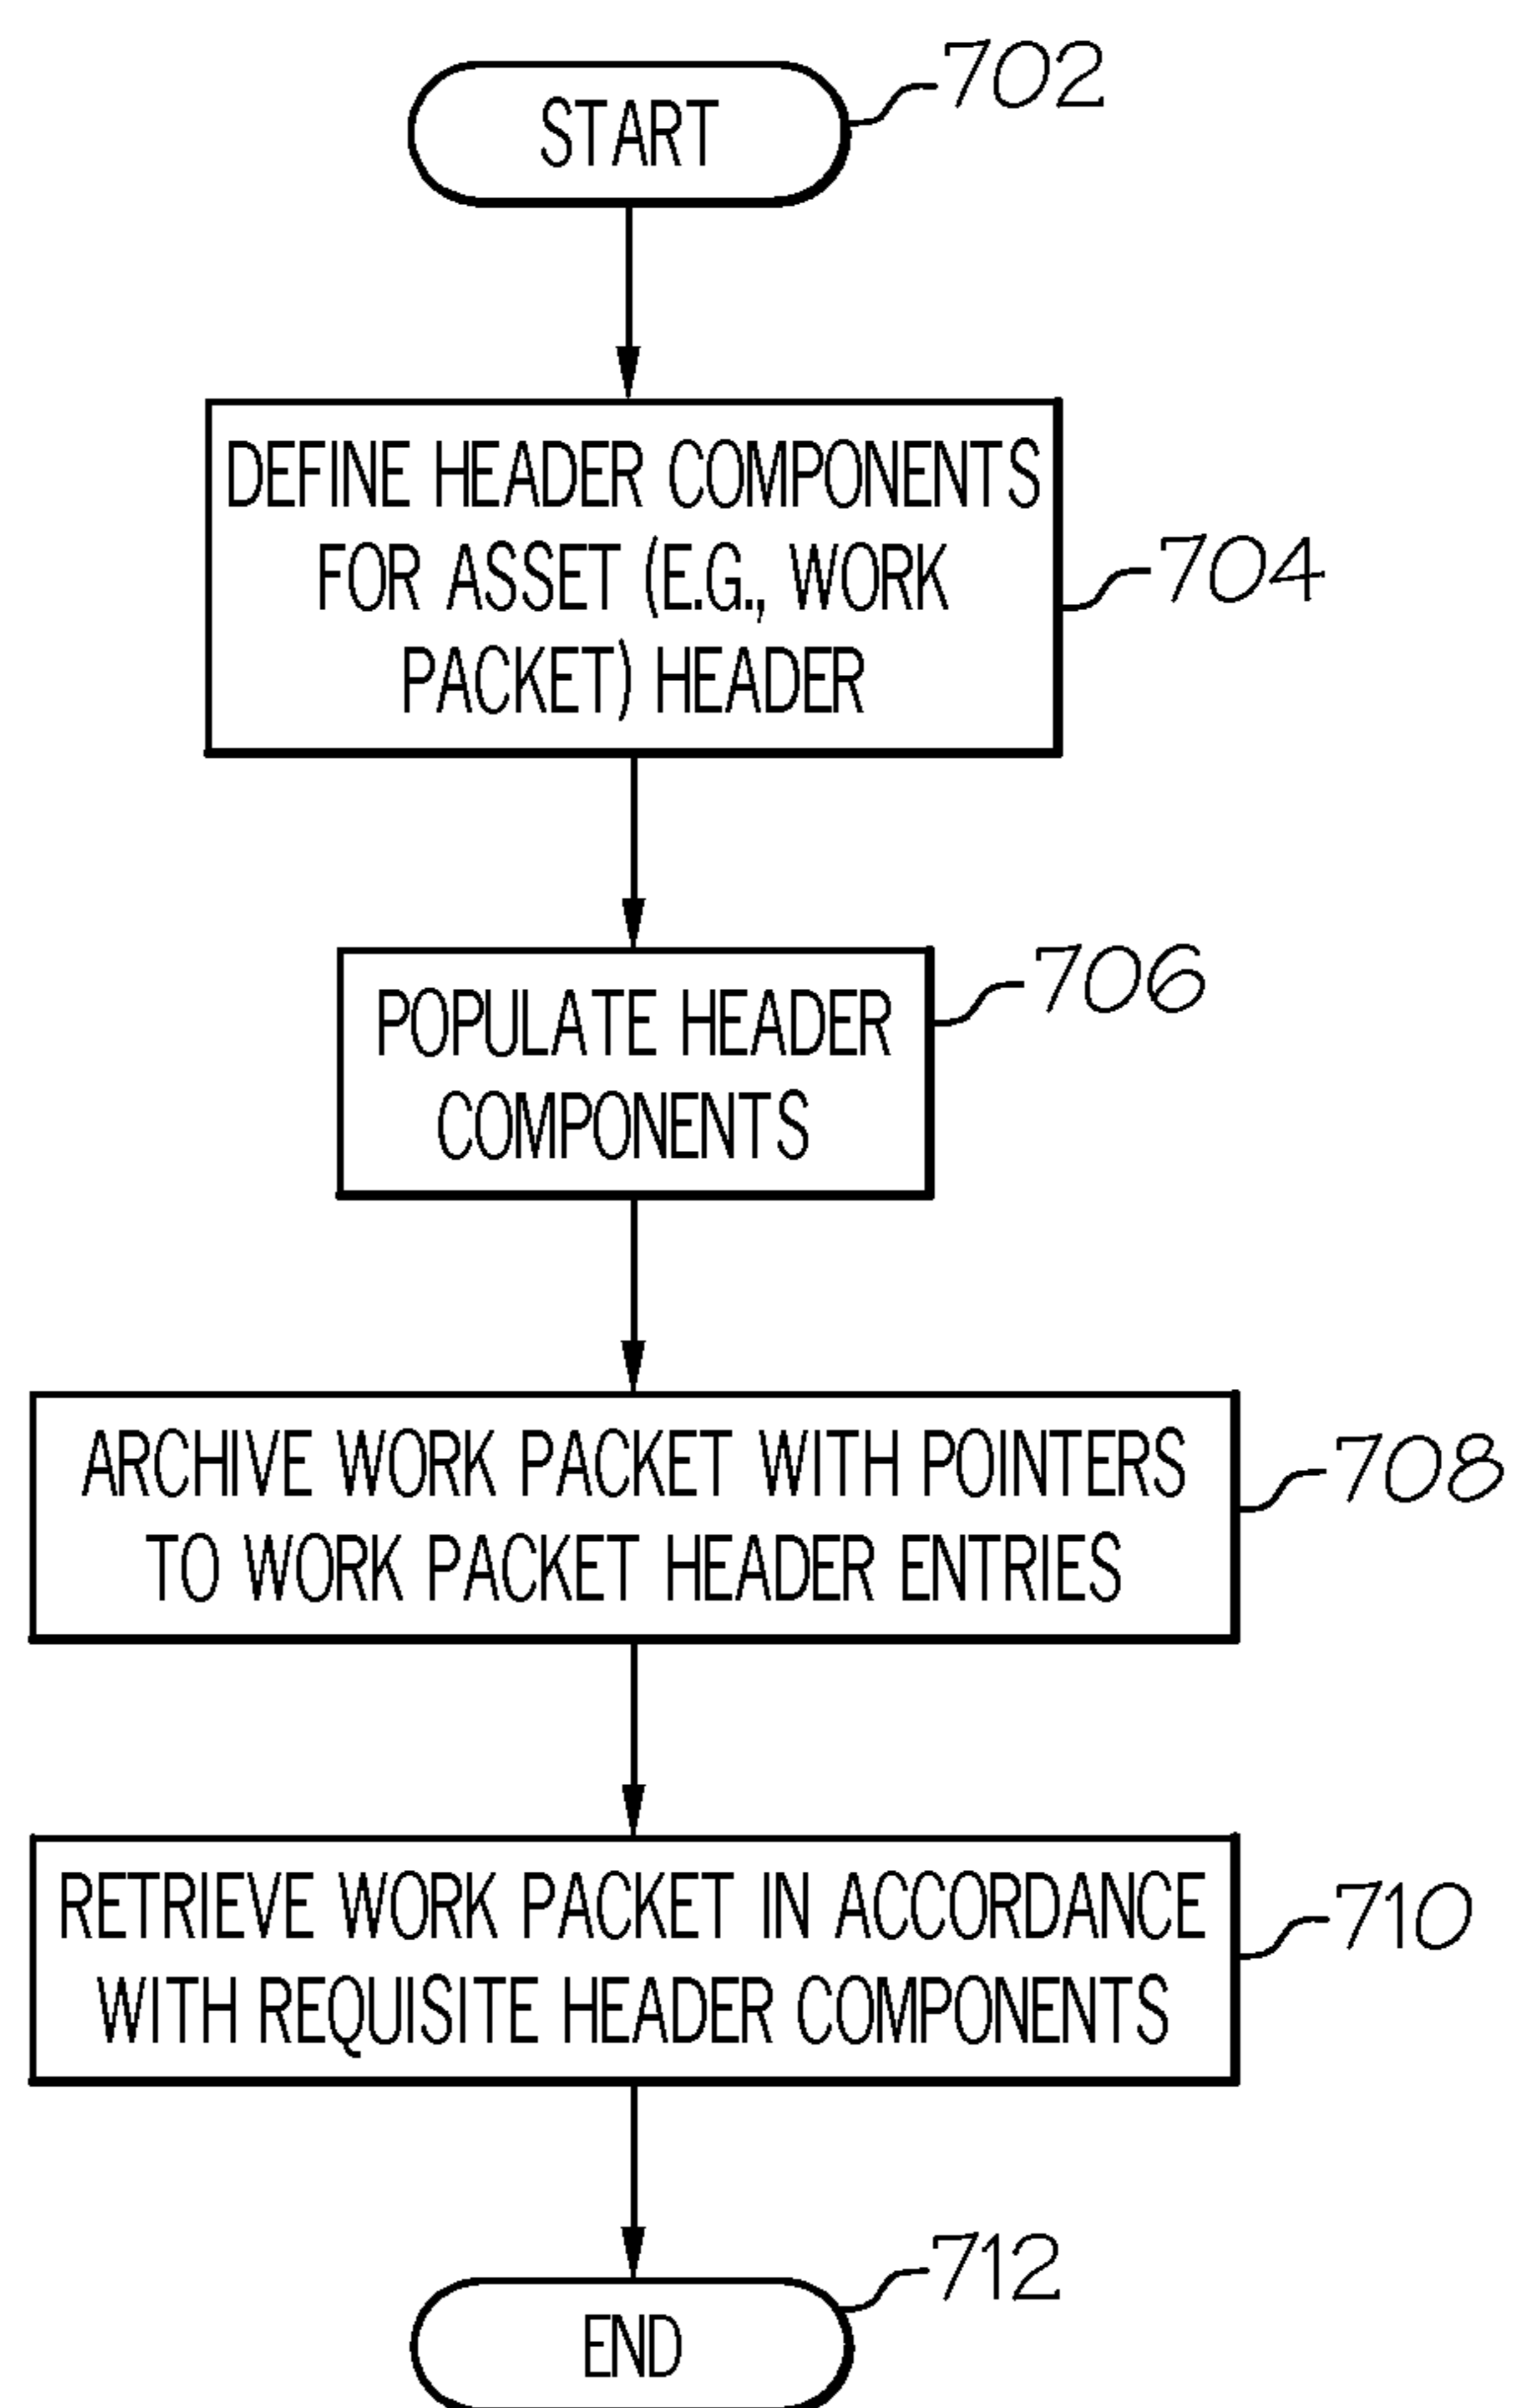 START
702
DEFINE HEADER COMPONENTS
FOR ASSET (E.G., WORK
PACKET) HEADER
704
POPULATE HEADER
COMPONENTS
706
ARCHIVE WORK PACKET WITH POINTERS
TO WORK PACKET HEADER ENTRIES
708
RETRIEVE WORK PACKET IN ACCORDANCE
WITH REQUISITE HEADER COMPONENTS
710
END
712